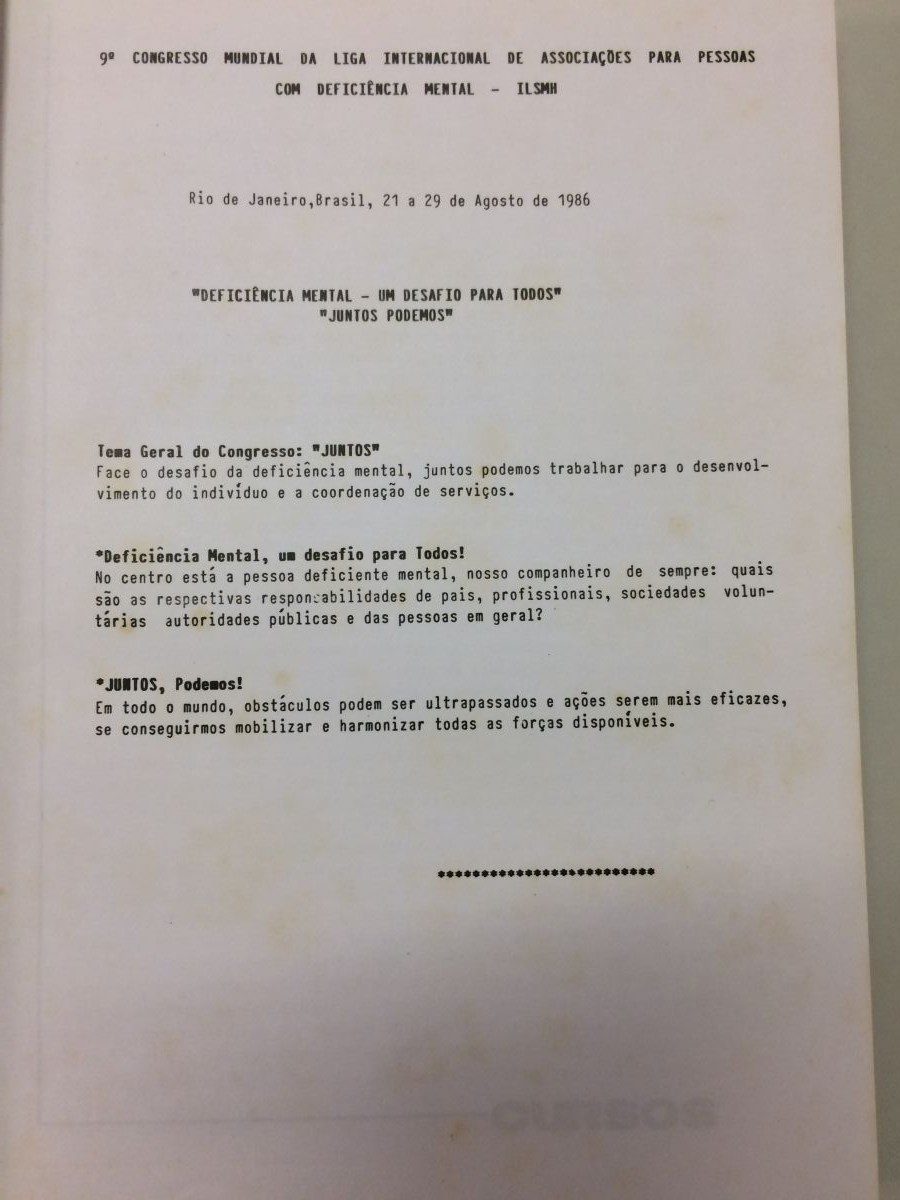 9º CONGRESSO MUNDIAL DA LIGA INTERNACIONAL DE ASSOCIAÇÕES PARA PESSOAS
COM DEFICIÊNCIA MENTAL - ILSMH
Rio de Janeiro,Brasil, 21 a 29 de Agosto de 1986
"DEFICIÊNCIA MENTAL - UM DESAFIO PARA TODOS"
"JUNTOS PODEMOS"
Tema Geral do Congresso: "JUNTOS"
Face o desafio da deficiência mental, juntos podemos trabalhar para o desenvol-
vimento do indivíduo e a coordenação de serviços.
*Deficiência Mental, um desafio para Todos!
No centro está a pessoa deficiente mental, nosso companheiro de sempre: quais
são as respectivas responsabilidades de pais, profissionais, sociedades volun-
tárias autoridades públicas e das pessoas em geral?
*JUNTOS, Podemos!
Em todo o mundo, obstáculos podem ser ultrapassados e ações serem mais eficazes,
se conseguirmos mobilizar e harmonizar todas as forças disponíveis.
*************************